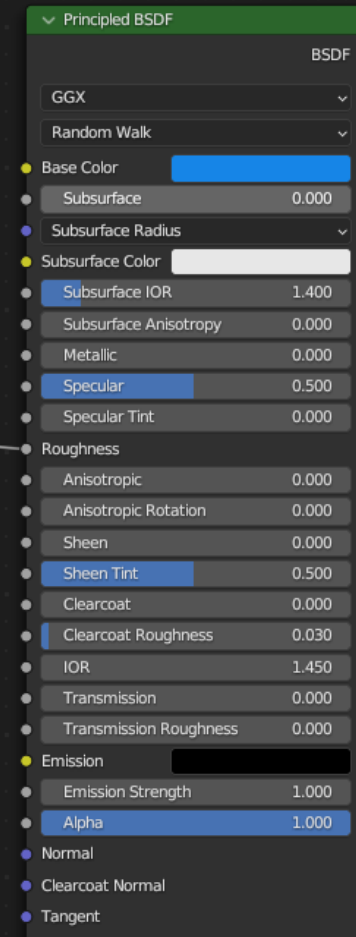 Principled BSDF
BSDF
GGX
Random Walk
Base Color
Subsurface 0.000
Subsurface Radius
Subsurface Color
Subsurface IOR 1.400
Subsurface Anisotropy 0.000
Metallic 0.000
Specular 0.500
Specular Tint 0.000
Roughness
Anisotropic 0.000
Anisotropic Rotation 0.000
Sheen 0.000
Sheen Tint 0.500
Clearcoat 0.000
Clearcoat Roughness 0.030
IOR 1.450
Transmission 0.000
Transmission Roughness 0.000
Emission
Emission Strength 1.000
Alpha 1.000
Normal
Clearcoat Normal
Tangent